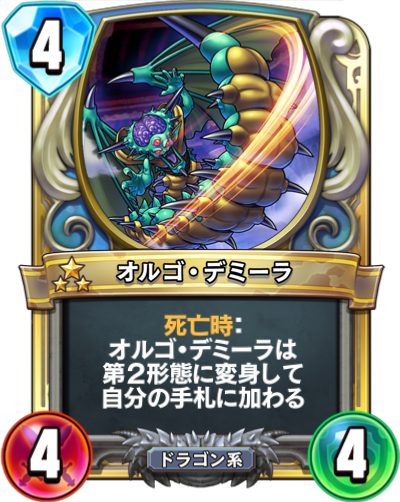 4
オルゴ・デミーラ
死亡時:
オルゴ・デミーラは
第2形態に変身して
自分の手札に加わる
4
ドラゴン系
4